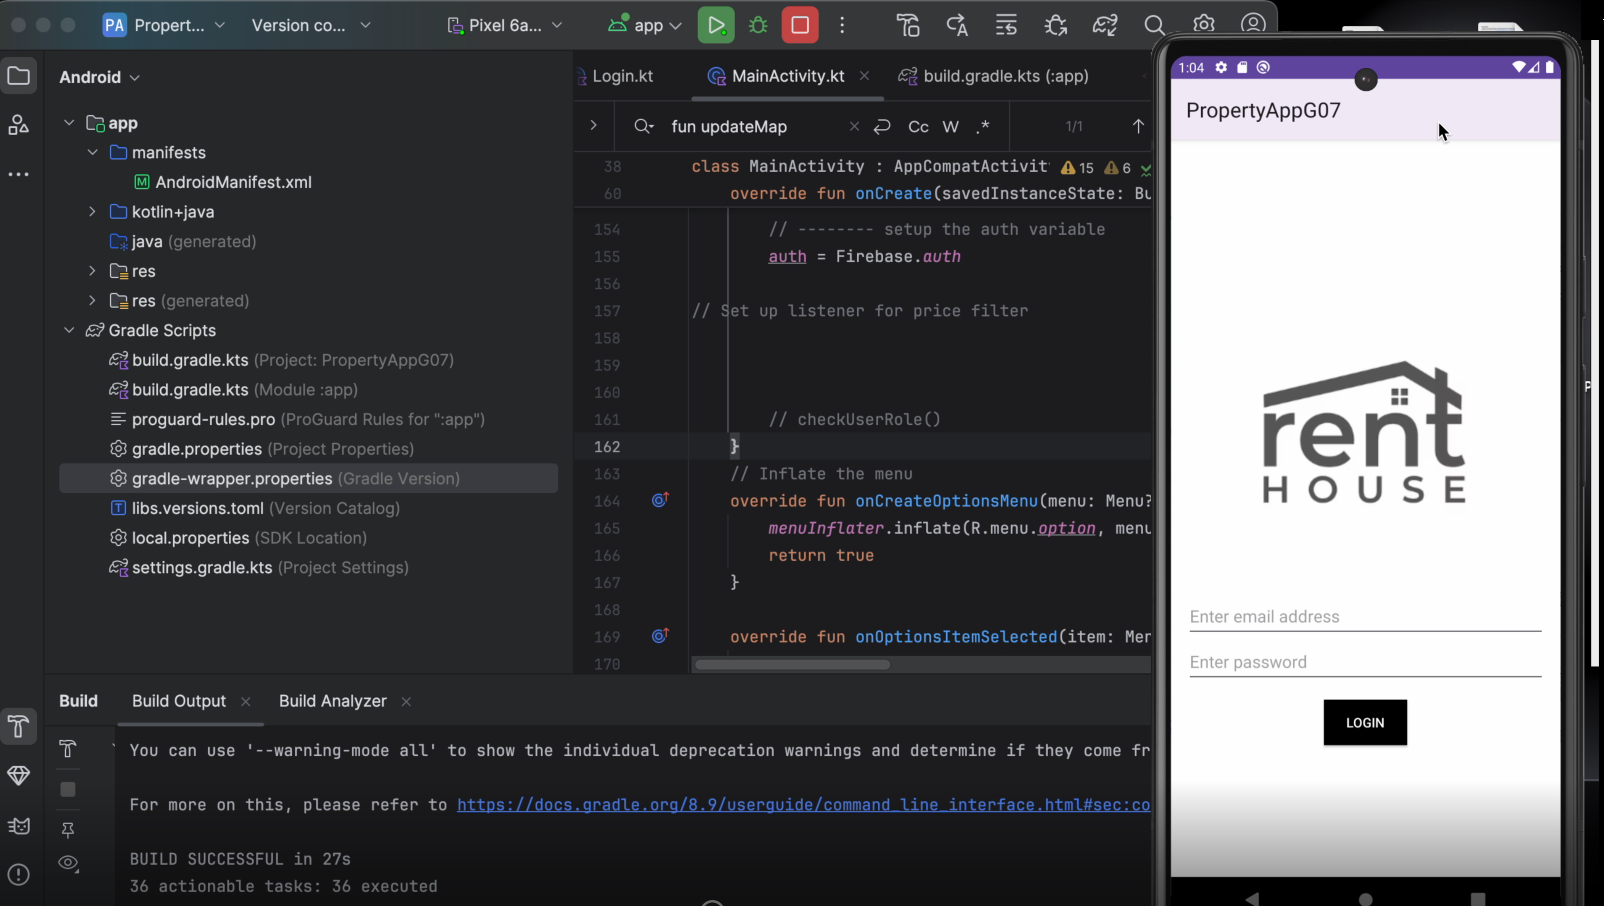 PA Propert...
Version co...
Pixel 6a...
app
Android
app
manifests
M AndroidManifest.xml
kotlin+java
java (generated)
res
res (generated)
Gradle Scripts
build.gradle.kts (Project: PropertyAppG07)
build.gradle.kts (Module :app)
proguard-rules.pro (ProGuard Rules for ":app")
gradle.properties (Project Properties)
gradle-wrapper.properties (Gradle Version)
T libs.versions.toml (Version Catalog)
local.properties (SDK Location)
settings.gradle.kts (Project Settings)
Login.kt
MainActivity.kt
build.gradle.kts (:app)
fun updateMap
Cc W .*
1/1
38 class MainActivity : AppCompatActivit
15 6
60 override fun onCreate(savedInstanceState: Bu
154 // -------- setup the auth variable
155 auth = Firebase.auth
156
157 // Set up listener for price filter
158
159
160
161 // checkUserRole()
162 }
163 // Inflate the menu
164 override fun onCreateOptionsMenu(menu: Menu?
165 menuInflater.inflate(R.menu.option, menu
166 return true
167 }
168
169 override fun onOptionsItemSelected(item: Mer
170
Build
Build Output
Build Analyzer
You can use '--warning-mode all' to show the individual deprecation warnings and determine if they come fr
For more on this, please refer to https://docs.gradle.org/8.9/userguide/command_line_interface.html#sec:co
BUILD SUCCESSFUL in 27s
36 actionable tasks: 36 executed
1:04
PropertyAppG07
rent
HOUSE
Enter email address
Enter password
LOGIN